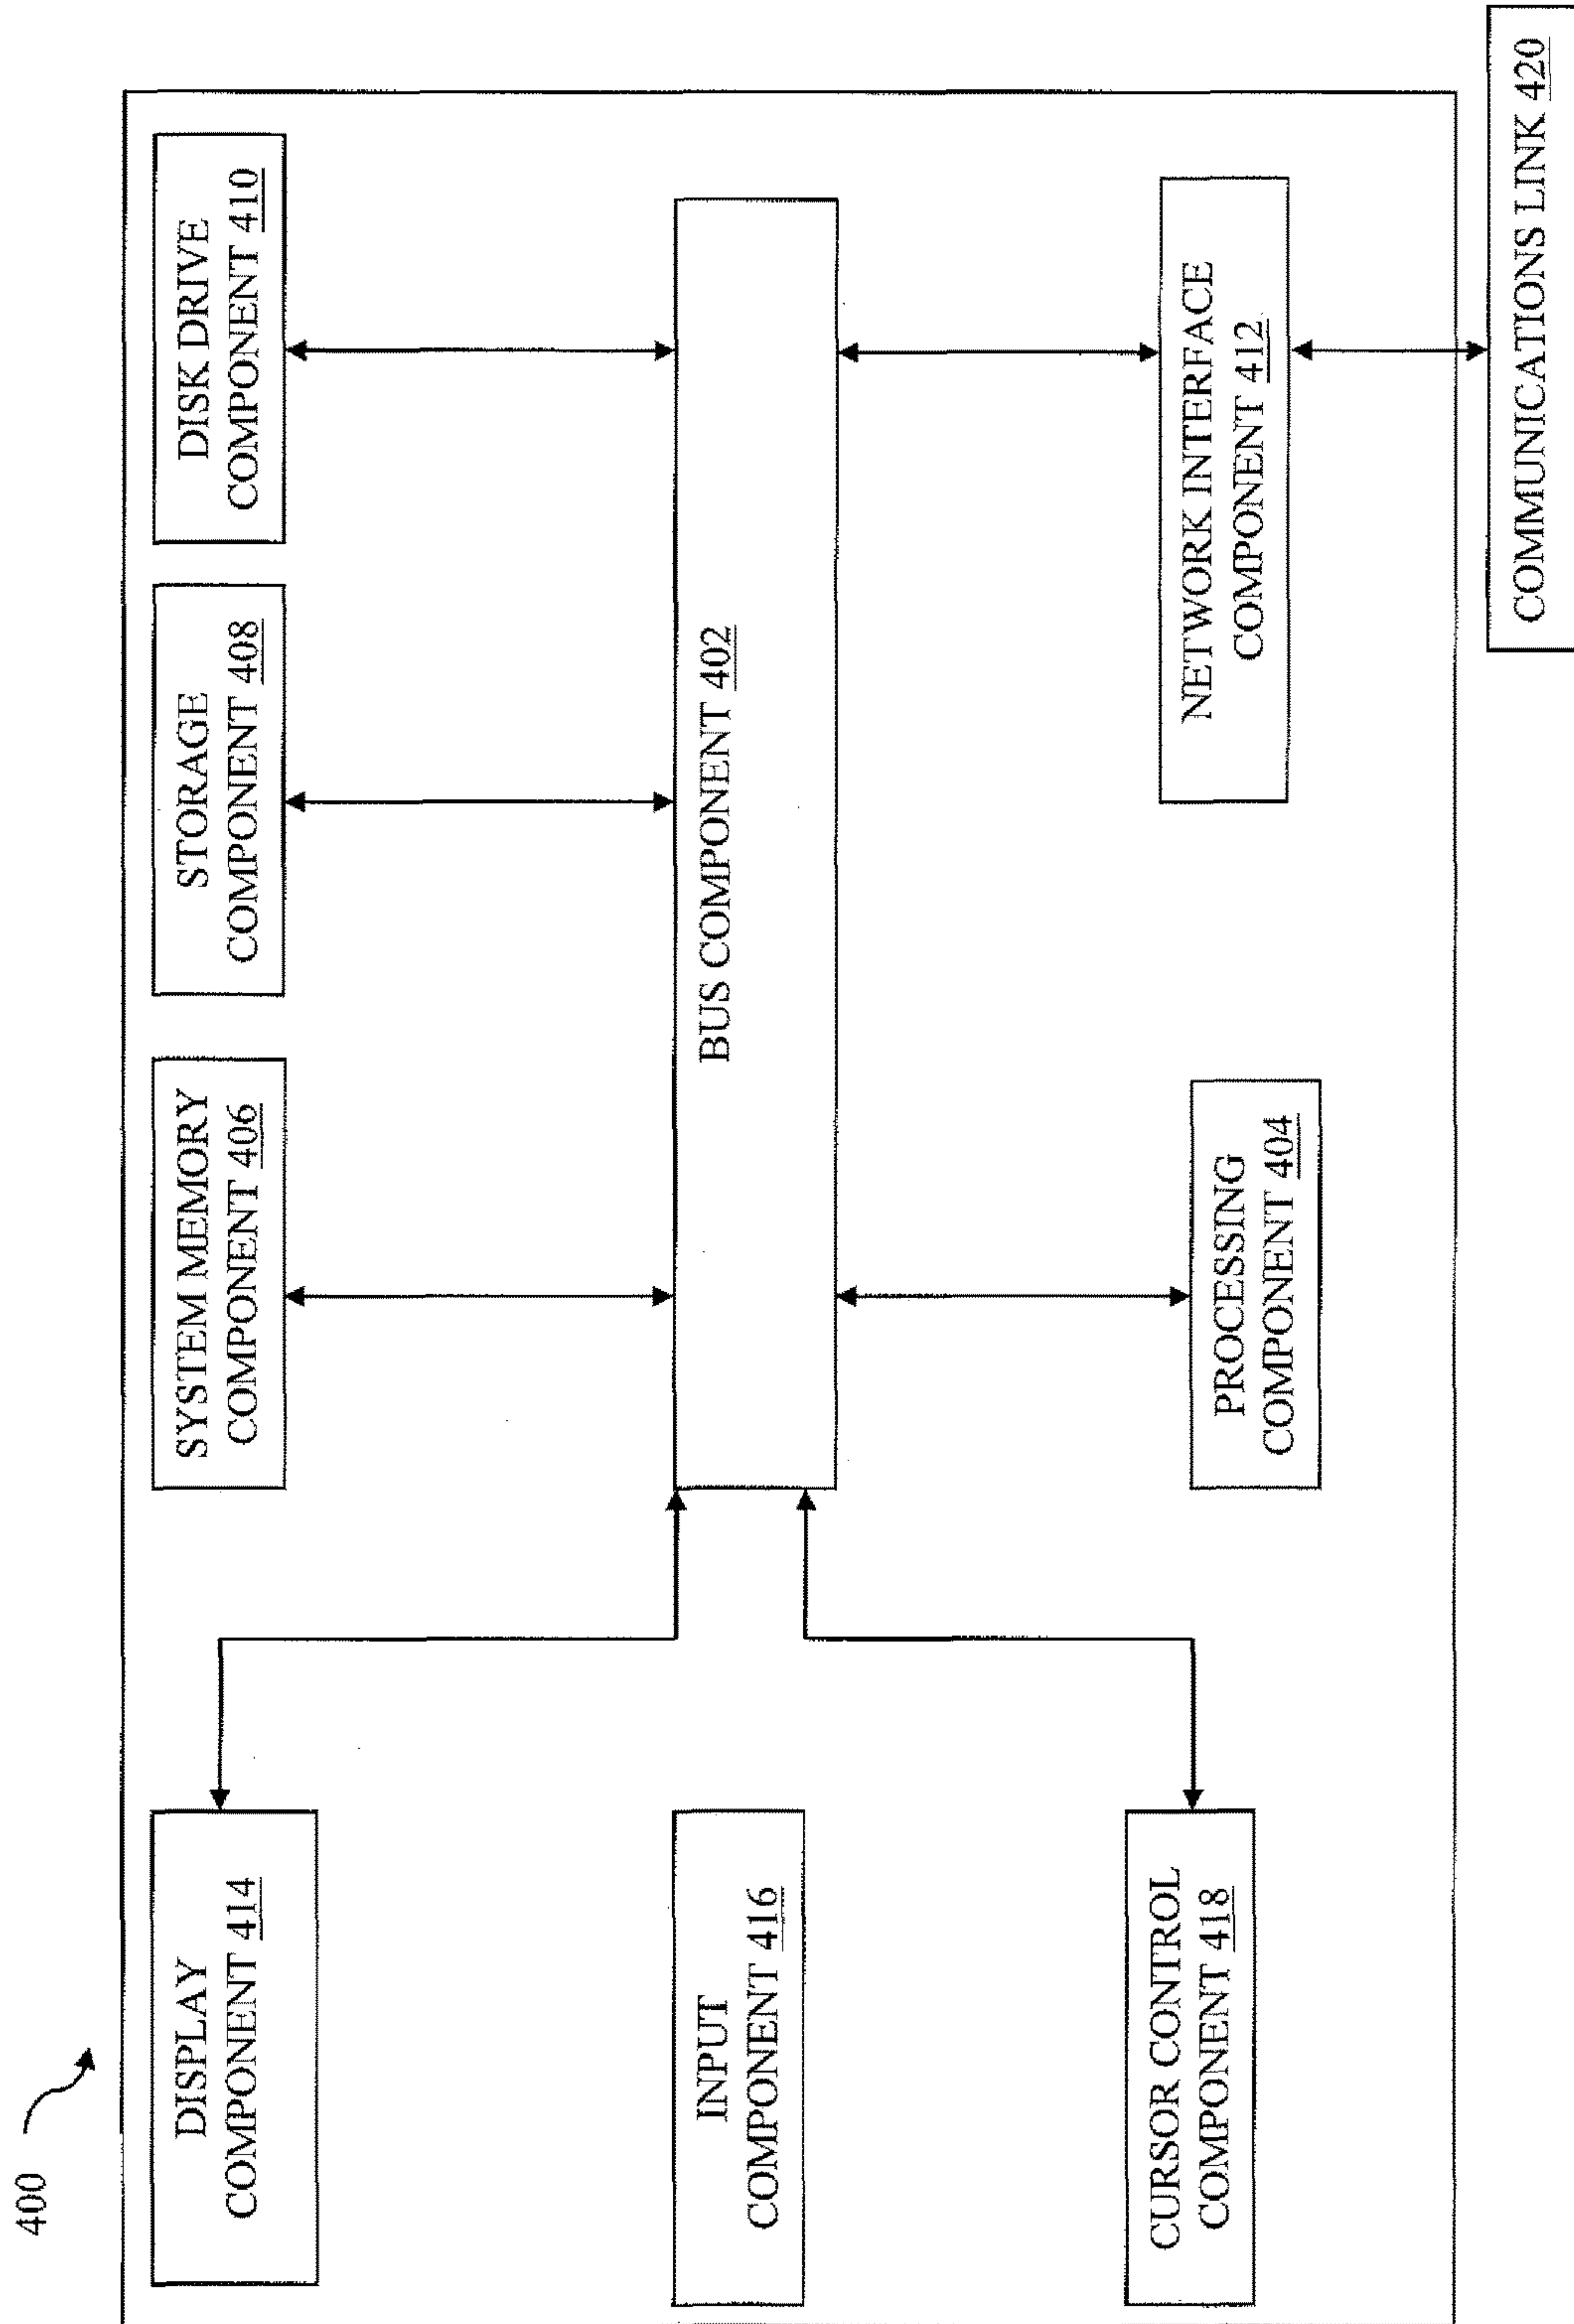 400
DISPLAY
COMPONENT 414
SYSTEM MEMORY
COMPONENT 406
STORAGE
COMPONENT 408
DISK DRIVE
COMPONENT 410
INPUT
COMPONENT 416
BUS COMPONENT 402
CURSOR CONTROL
COMPONENT 418
PROCESSING
COMPONENT 404
NETWORK INTERFACE
COMPONENT 412
COMMUNICATIONS LINK 420